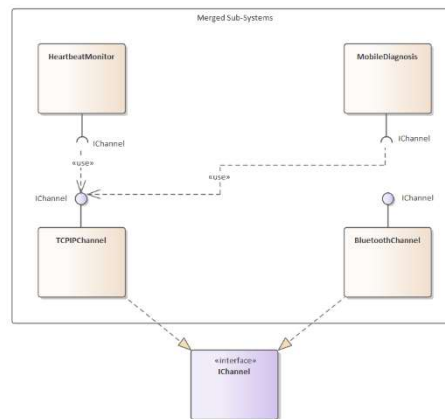 Merged Sub-Systems
HeartbeatMonitor
MobileDiagnosis
IChannel
IChannel
«use»
«use»
IChannel
IChannel
TCPIPChannel
BluetoothChannel
«interface»
IChannel